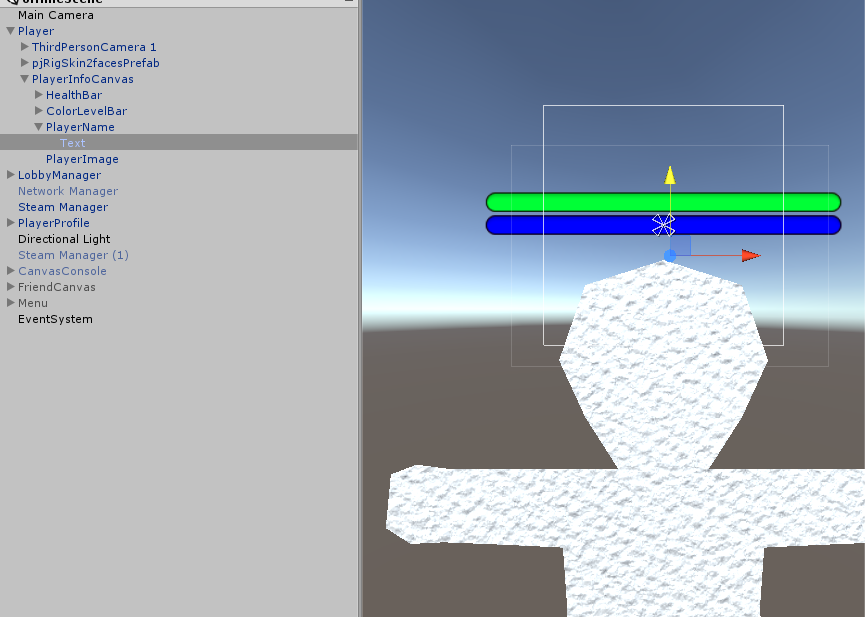 Main Camera
Player
ThirdPersonCamera 1
pjRigSkin2facesPrefab
PlayerInfoCanvas
HealthBar
ColorLevelBar
PlayerName
Text
PlayerImage
LobbyManager
Network Manager
Steam Manager
PlayerProfile
Directional Light
Steam Manager (1)
CanvasConsole
FriendCanvas
Menu
EventSystem